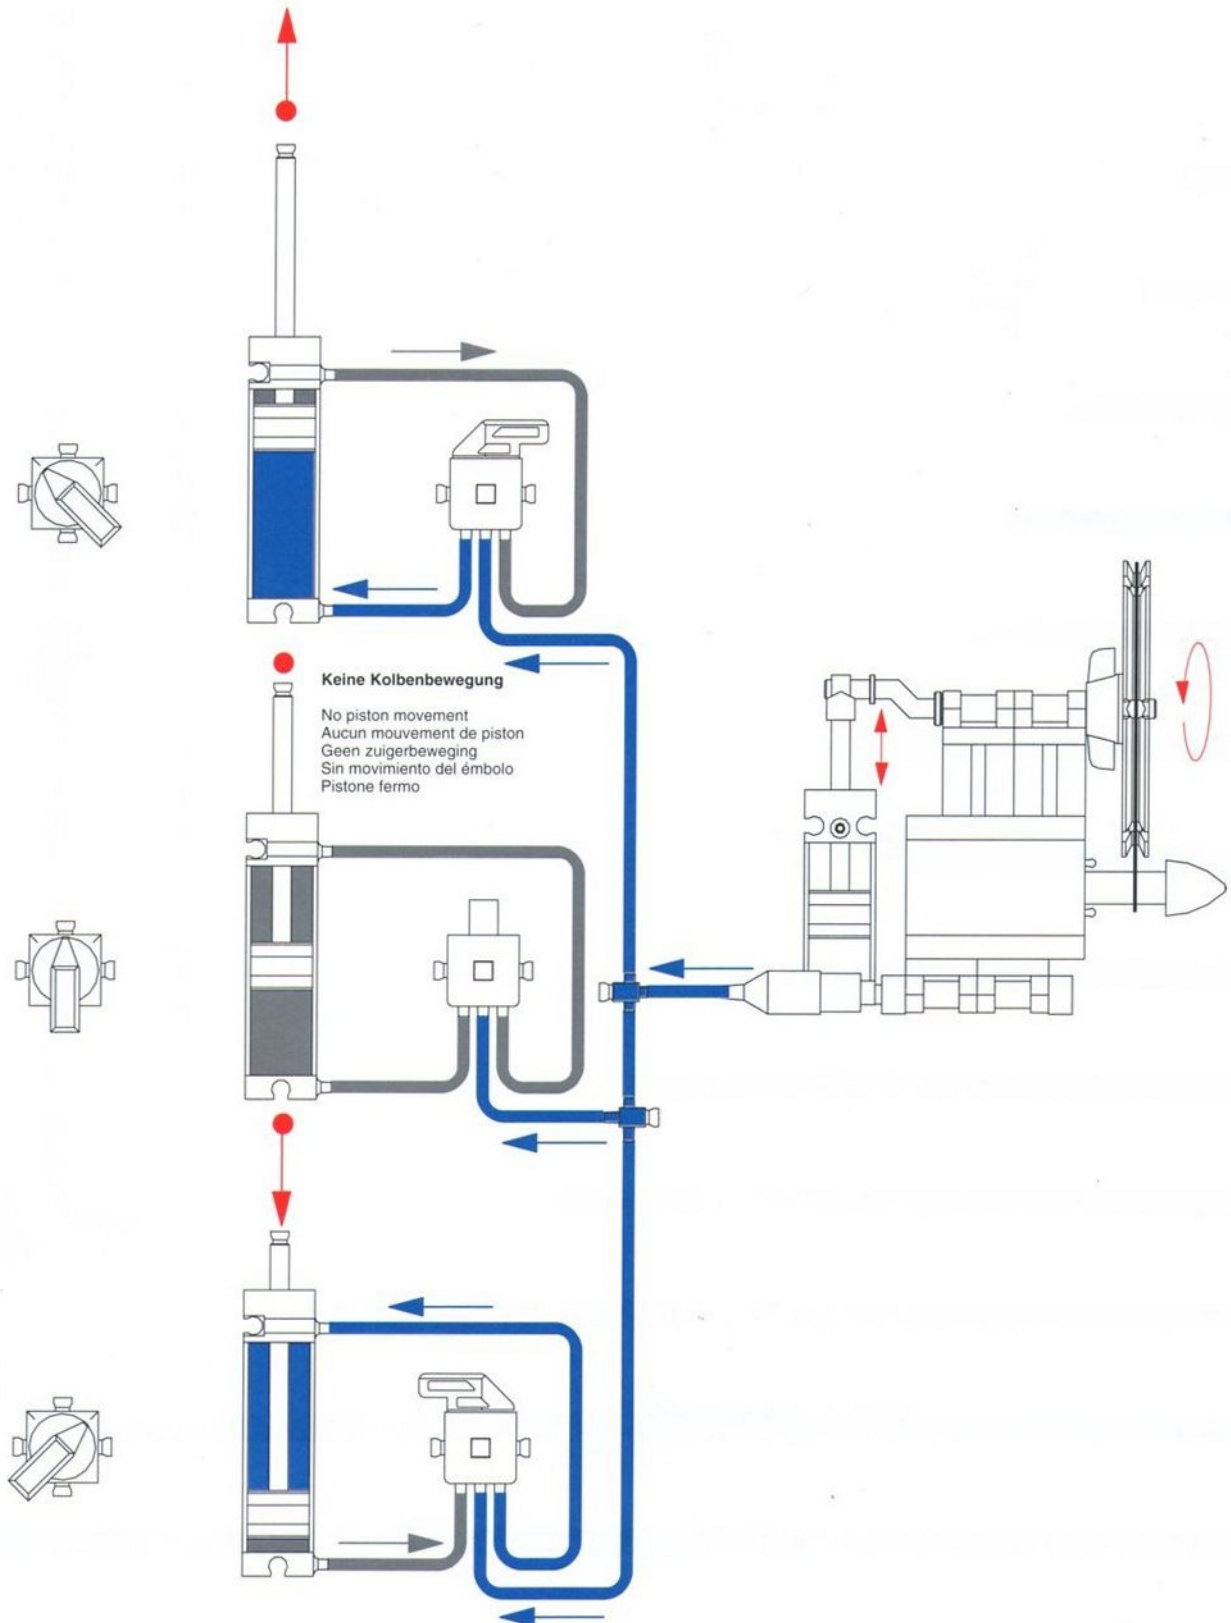 Keine Kolbenbewegung
No piston movement
Aucun mouvement de piston
Geen zuigerbeweging
Sin movimiento del émbolo
Pistone fermo